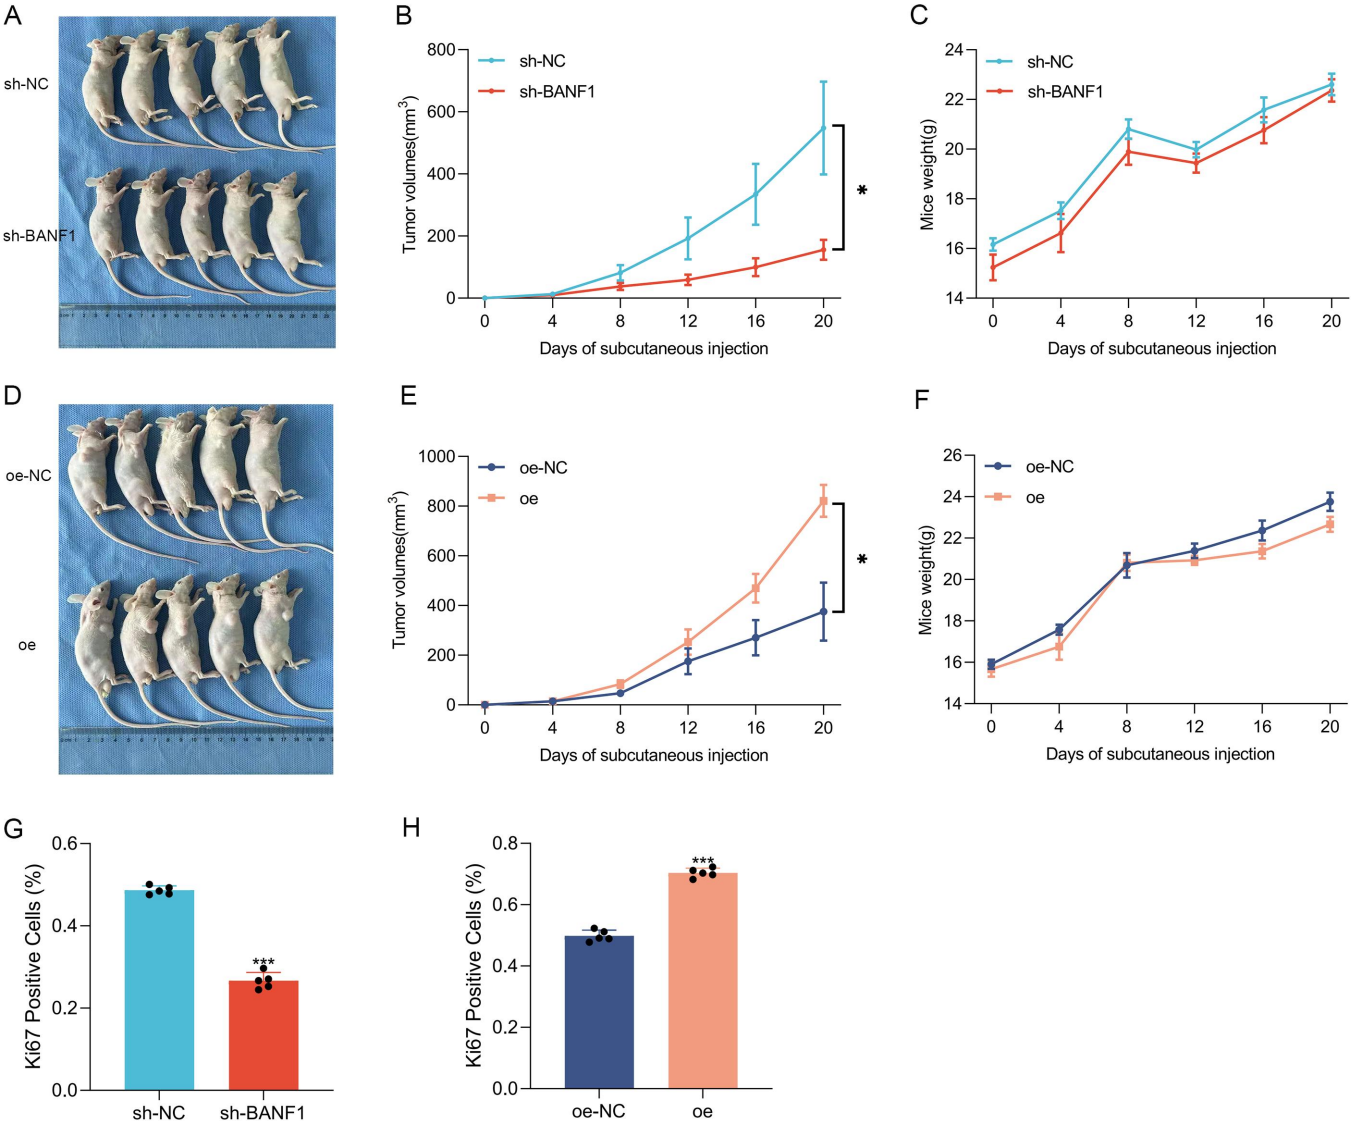 A
sh-NC
sh-BANF1
B
sh-NC
sh-BANF1
Tumor volumes(mm³)
800
600
400
200
0
*
0 4 8 12 16 20
Days of subcutaneous injection
C
sh-NC
sh-BANF1
Mice weight(g)
24
22
20
18
16
14
0 4 8 12 16 20
Days of subcutaneous injection
D
oe-NC
oe
E
oe-NC
oe
Tumor volumes(mm³)
1000
800
600
400
200
0
*
0 4 8 12 16 20
Days of subcutaneous injection
F
oe-NC
oe
Mice weight(g)
26
24
22
20
18
16
14
0 4 8 12 16 20
Days of subcutaneous injection
G
Ki67 Positive Cells (%)
0.6
0.4
0.2
0.0
***
sh-NC sh-BANF1
H
Ki67 Positive Cells (%)
0.8
0.6
0.4
0.2
0.0
***
oe-NC oe